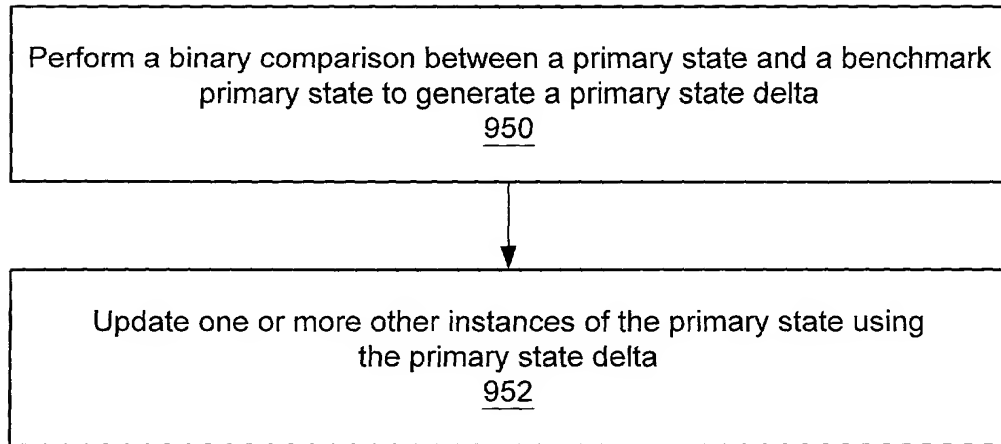 Perform a binary comparison between a primary state and a benchmark
primary state to generate a primary state delta
950
Update one or more other instances of the primary state using
the primary state delta
952